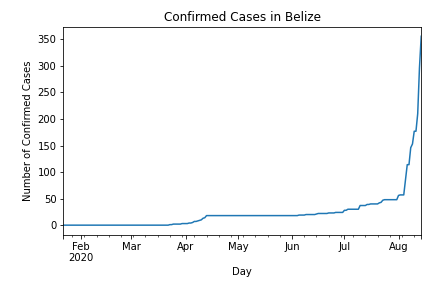 Confirmed Cases in Belize
Number of Confirmed Cases
350
300
250
200
150
100
50
0
Feb
2020
Mar
Apr
May
Jun
Jul
Aug
Day